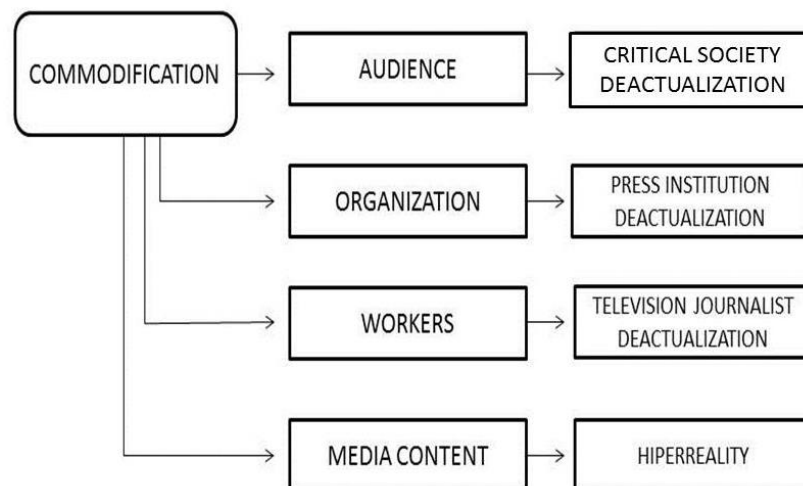 COMMODIFICATION
AUDIENCE
CRITICAL SOCIETY
DEACTUALIZATION
ORGANIZATION
PRESS INSTITUTION
DEACTUALIZATION
WORKERS
TELEVISION JOURNALIST
DEACTUALIZATION
MEDIA CONTENT
HIPERREALITY